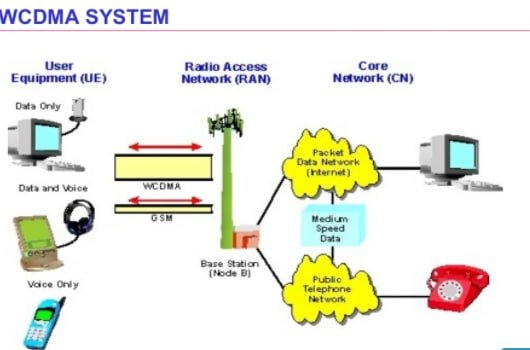 WCDMA SYSTEM
User
Equipment (UE)
Radio Access
Network (RAN)
Core
Network (CN)
Data Only
Data and Voice
Voice Only
WCDMA
GSM
Base Station
(Node B)
Packet
Data Network
(Internet)
Medium
Speed
Data
Public
Telephone
Network